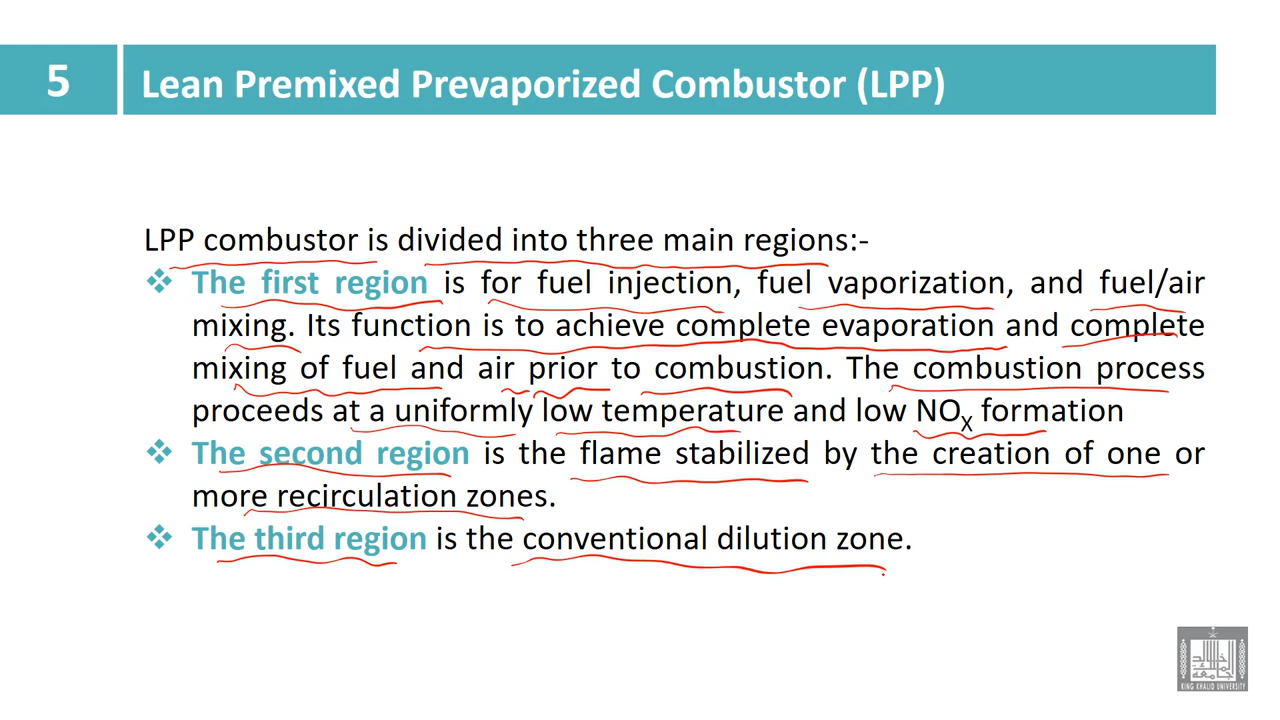 5
Lean Premixed Prevaporized Combustor (LPP)
LPP combustor is divided into three main regions:-
❖ The first region is for fuel injection, fuel vaporization, and fuel/air
mixing. Its function is to achieve complete evaporation and complete
mixing of fuel and air prior to combustion. The combustion process
proceeds at a uniformly low temperature and low NOX formation
❖ The second region is the flame stabilized by the creation of one or
more recirculation zones.
❖ The third region is the conventional dilution zone.
KING KHALID UNIVERSITY